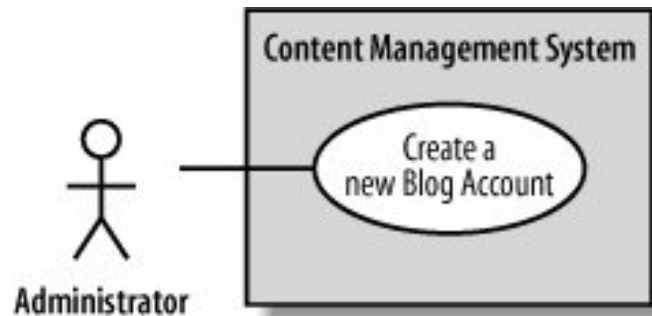 Content Management System
Create a
new Blog Account
Administrator